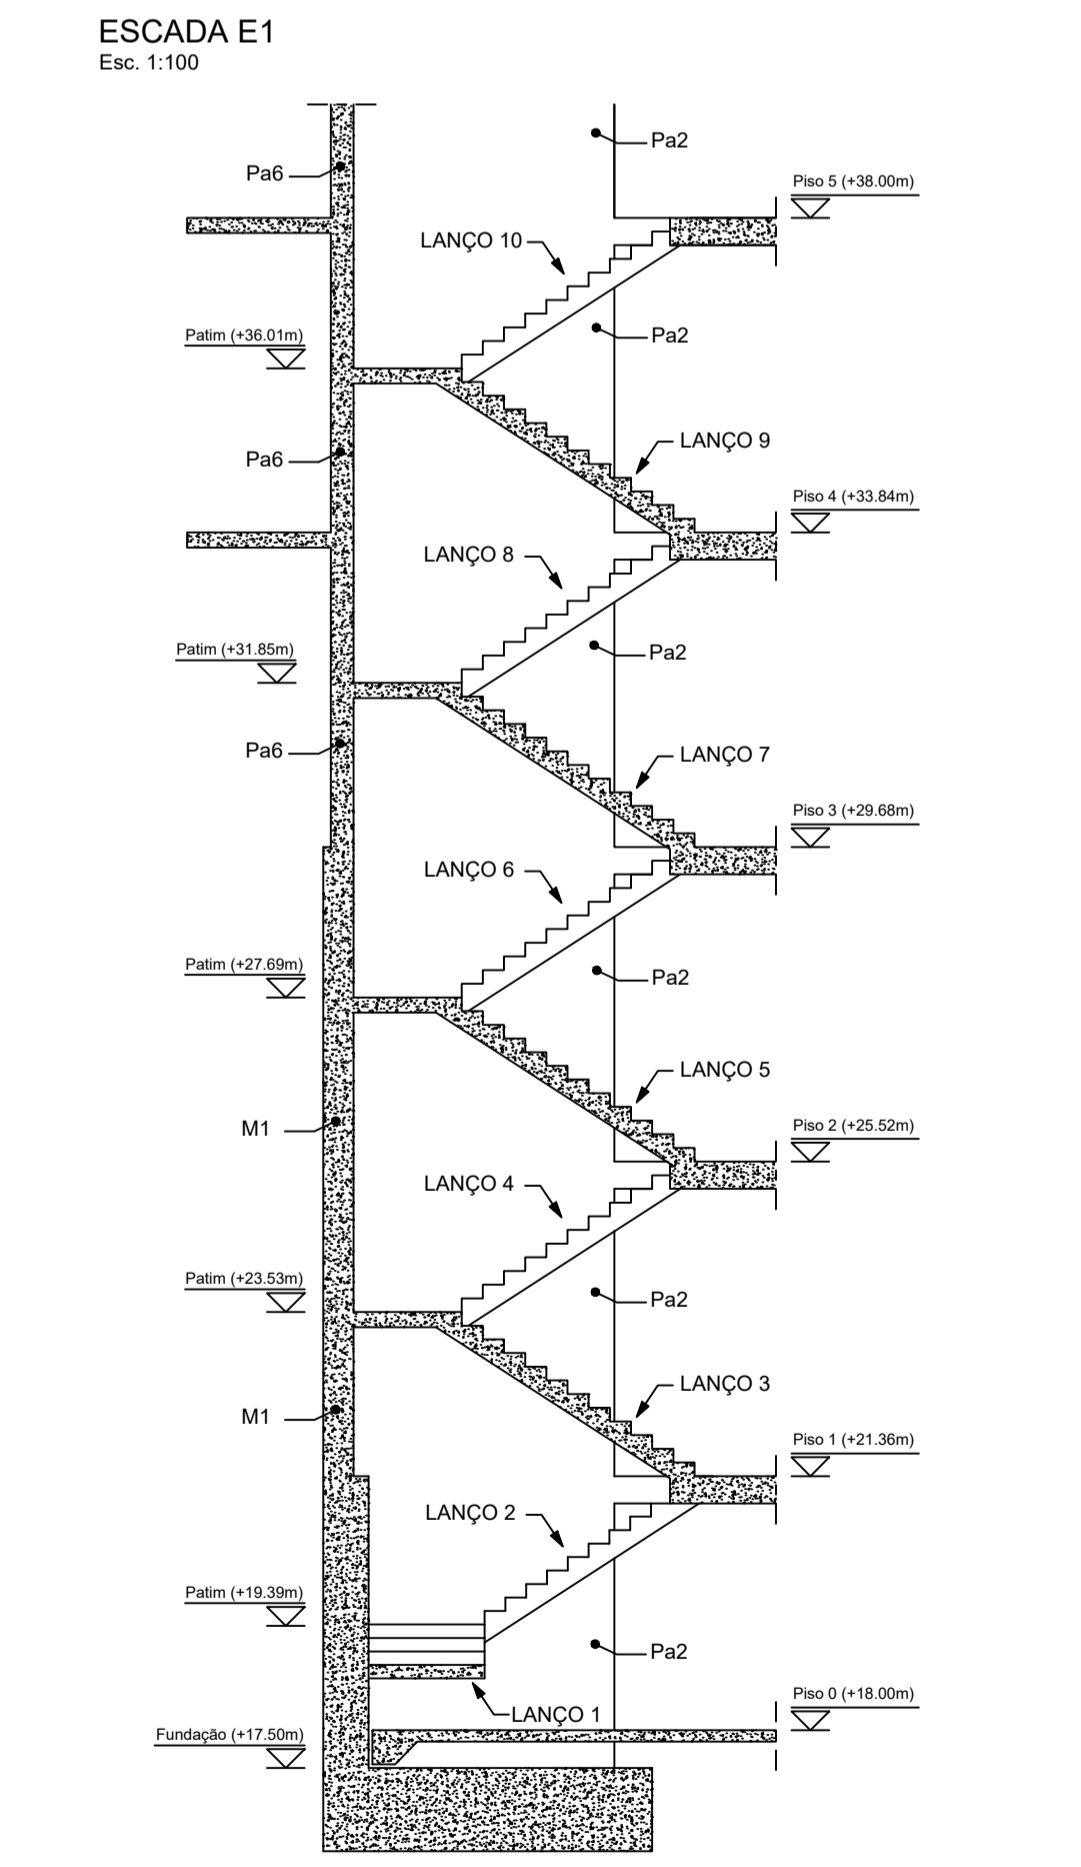 ESCADA E1
Esc. 1:100
Pa2
Pa6
Piso 5 (+38.00m)
LANÇO 10
Patim (+36.01m)
Pa2
LANÇO 9
Pa6
Piso 4 (+33.84m)
LANÇO 8
Patim (+31.85m)
Pa2
Pa6
LANÇO 7
Piso 3 (+29.68m)
LANÇO 6
Patim (+27.69m)
Pa2
LANÇO 5
M1
Piso 2 (+25.52m)
LANÇO 4
Patim (+23.53m)
Pa2
LANÇO 3
M1
Piso 1 (+21.36m)
LANÇO 2
Patim (+19.39m)
Pa2
Piso 0 (+18.00m)
LANÇO 1
Fundação (+17.50m)